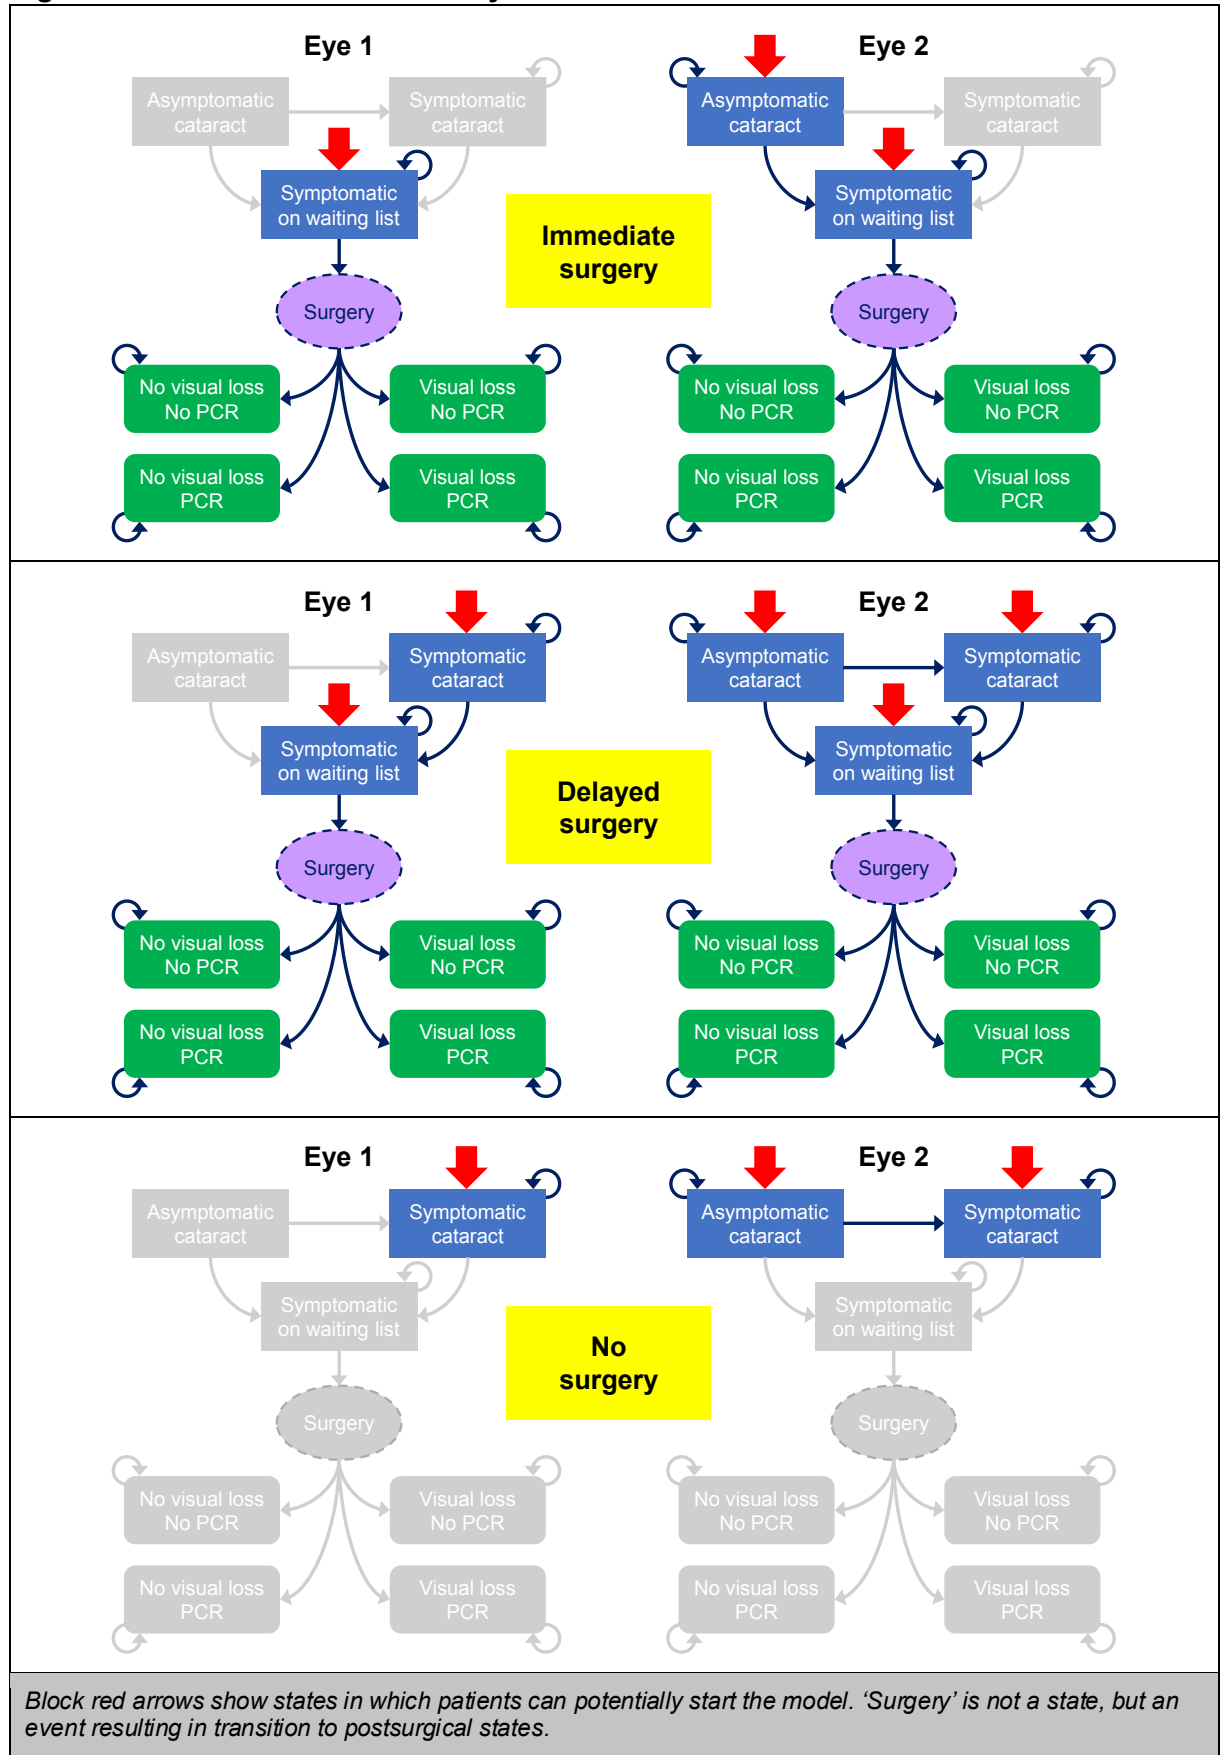 Eye 1
Eye 2
Asymptomatic
cataract
Symptomatic
cataract
Asymptomatic
cataract
Symptomatic
cataract
Symptomatic
on waiting list
Symptomatic
on waiting list
Immediate
surgery
Surgery
Surgery
No visual loss
No PCR
Visual loss
No PCR
No visual loss
No PCR
Visual loss
No PCR
No visual loss
PCR
Visual loss
PCR
No visual loss
PCR
Visual loss
PCR
Eye 1
Eye 2
Asymptomatic
cataract
Symptomatic
cataract
Asymptomatic
cataract
Symptomatic
cataract
Symptomatic
on waiting list
Symptomatic
on waiting list
Delayed
surgery
Surgery
Surgery
No visual loss
No PCR
Visual loss
No PCR
No visual loss
No PCR
Visual loss
No PCR
No visual loss
PCR
Visual loss
PCR
No visual loss
PCR
Visual loss
PCR
Eye 1
Eye 2
Asymptomatic
cataract
Symptomatic
cataract
Asymptomatic
cataract
Symptomatic
cataract
Symptomatic
on waiting list
Symptomatic
on waiting list
No
surgery
Surgery
Surgery
No visual loss
No PCR
Visual loss
No PCR
No visual loss
No PCR
Visual loss
No PCR
No visual loss
PCR
Visual loss
PCR
No visual loss
PCR
Visual loss
PCR
Block red arrows show states in which patients can potentially start the model. ‘Surgery’ is not a state, but an
event resulting in transition to postsurgical states.